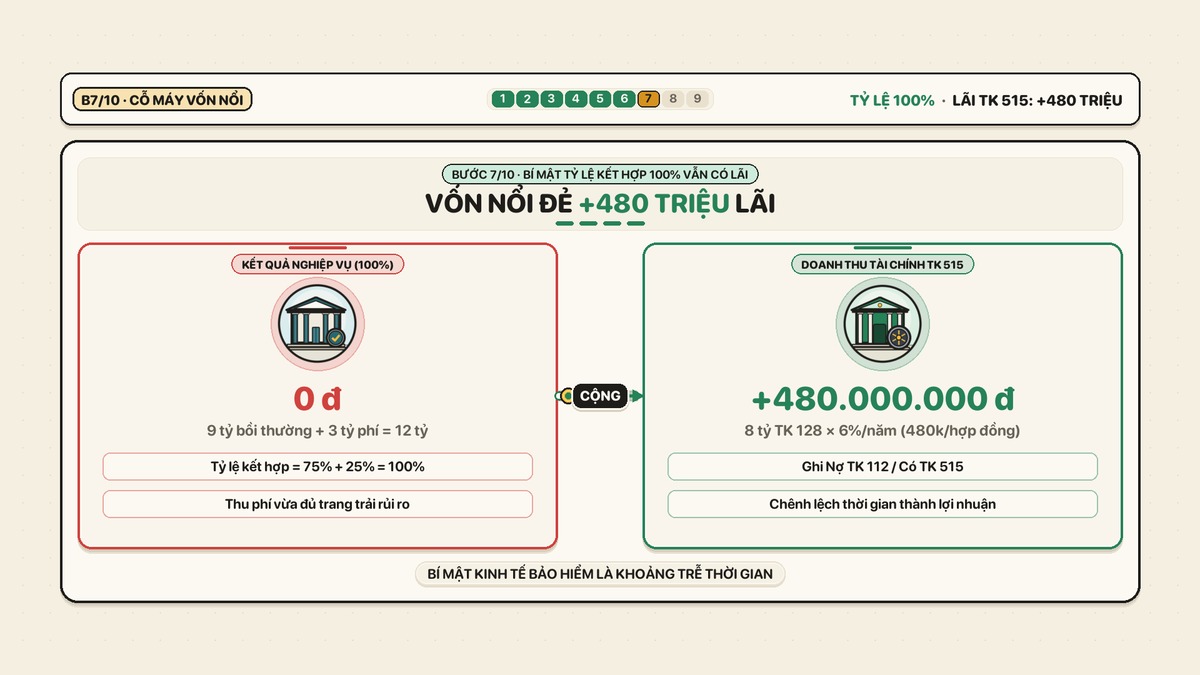 B7/10 · CỖ MÁY VỐN NỔI
1 2 3 4 5 6 7 8 9
TỶ LỆ 100% · LÃI TK 515: +480 TRIỆU
BƯỚC 7/10 · BÍ MẬT TỶ LỆ KẾT HỢP 100% VẪN CÓ LÃI
VỐN NỔI ĐẺ +480 TRIỆU LÃI
KẾT QUẢ NGHIỆP VỤ (100%)
0 đ
9 tỷ bồi thường + 3 tỷ phí = 12 tỷ
Tỷ lệ kết hợp = 75% + 25% = 100%
Thu phí vừa đủ trang trải rủi ro
CỘNG
DOANH THU TÀI CHÍNH TK 515
+480.000.000 đ
8 tỷ TK 128 × 6%/năm (480k/hợp đồng)
Ghi Nợ TK 112 / Có TK 515
Chênh lệch thời gian thành lợi nhuận
BÍ MẬT KINH TẾ BẢO HIỂM LÀ KHOẢNG TRỄ THỜI GIAN